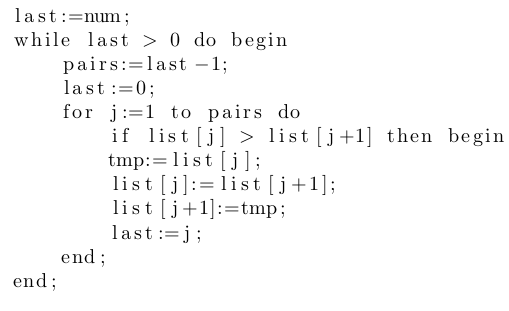 last:=num;
while last > 0 do begin
pairs:=last -1;
last:=0;
for j:=1 to pairs do
if list[j] > list[j+1] then begin
tmp:=list[j];
list[j]:=list[j+1];
list[j+1]:=tmp;
last:=j;
end;
end;